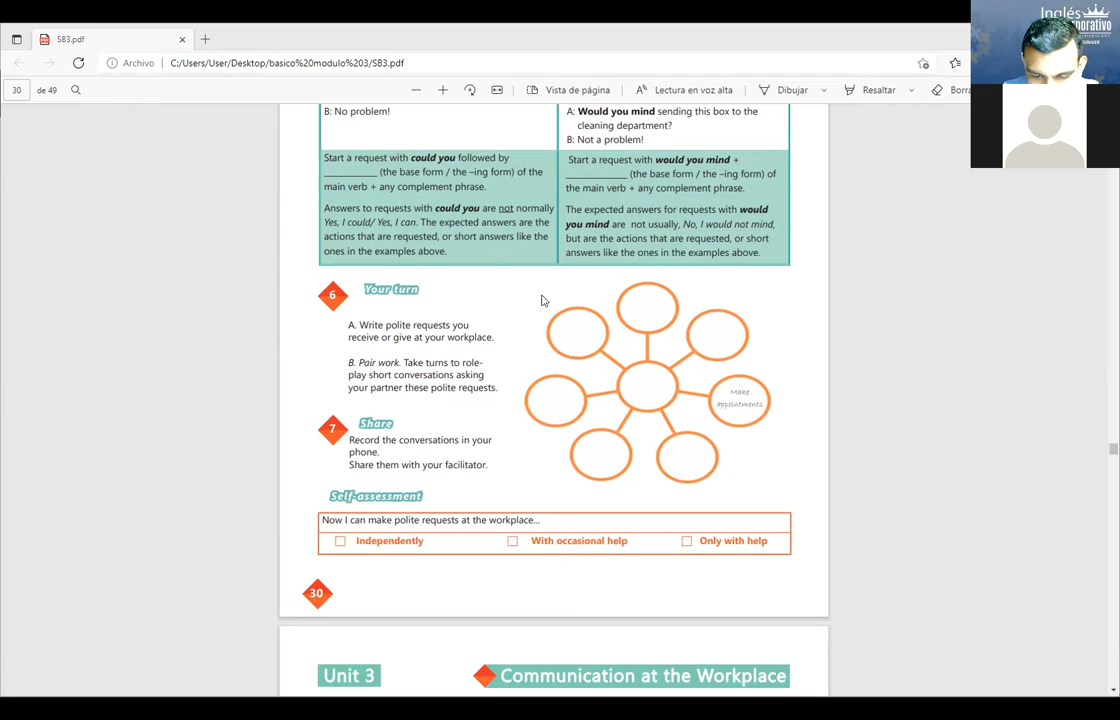 SB3.pdf
Archivo
C:/Users/User/Desktop/basico%20modulo%203/SB3.pdf
Inglés
30
de 49
Vista de página
Lectura en voz alta
Dibujar
Resaltar
B: No problem!
A: Would you mind sending this box to the
cleaning department?
B: Not a problem!
Start a request with could you followed by
__________ (the base form / the –ing form) of the
main verb + any complement phrase.
Answers to requests with could you are not normally
Yes, I could/ Yes, I can. The expected answers are the
actions that are requested, or short answers like the
ones in the examples above.
Start a request with would you mind +
___________ (the base form / the –ing form) of
the main verb + any complement phrase.
The expected answers for requests with would
you mind are not usually, No, I would not mind,
but are the actions that are requested, or short
answers like the ones in the examples above.
6
Your turn
A. Write polite requests you
receive or give at your workplace.
B. Pair work. Take turns to role-
play short conversations asking
your partner these polite requests.
Make
appointments
7
Share
Record the conversations in your
phone.
Share them with your facilitator.
Self-assessment
Now I can make polite requests at the workplace...
Independently
With occasional help
Only with help
30
Unit 3
Communication at the Workplace